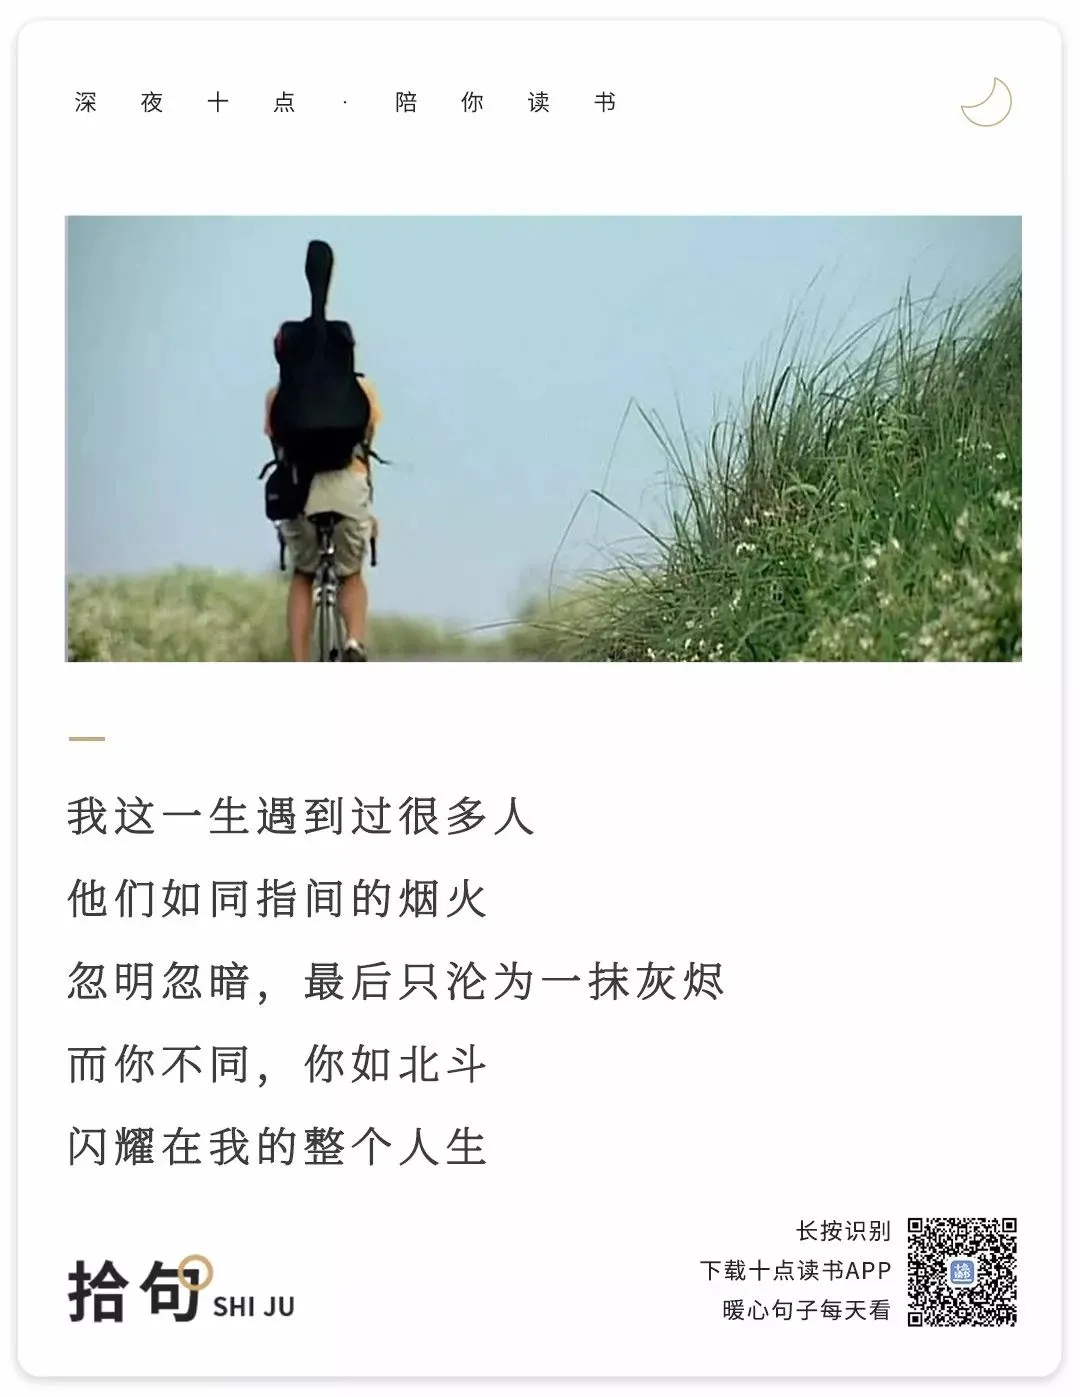 深夜十点·陪你读书
我这一生遇到过很多人
他们如同指间的烟火
忽明忽暗，最后只沦为一抹灰烬
而你不同，你如北斗
闪耀在我的整个人生
拾句 SHI JU
长按识别
下载十点读书APP
暖心句子每天看
十点
读书